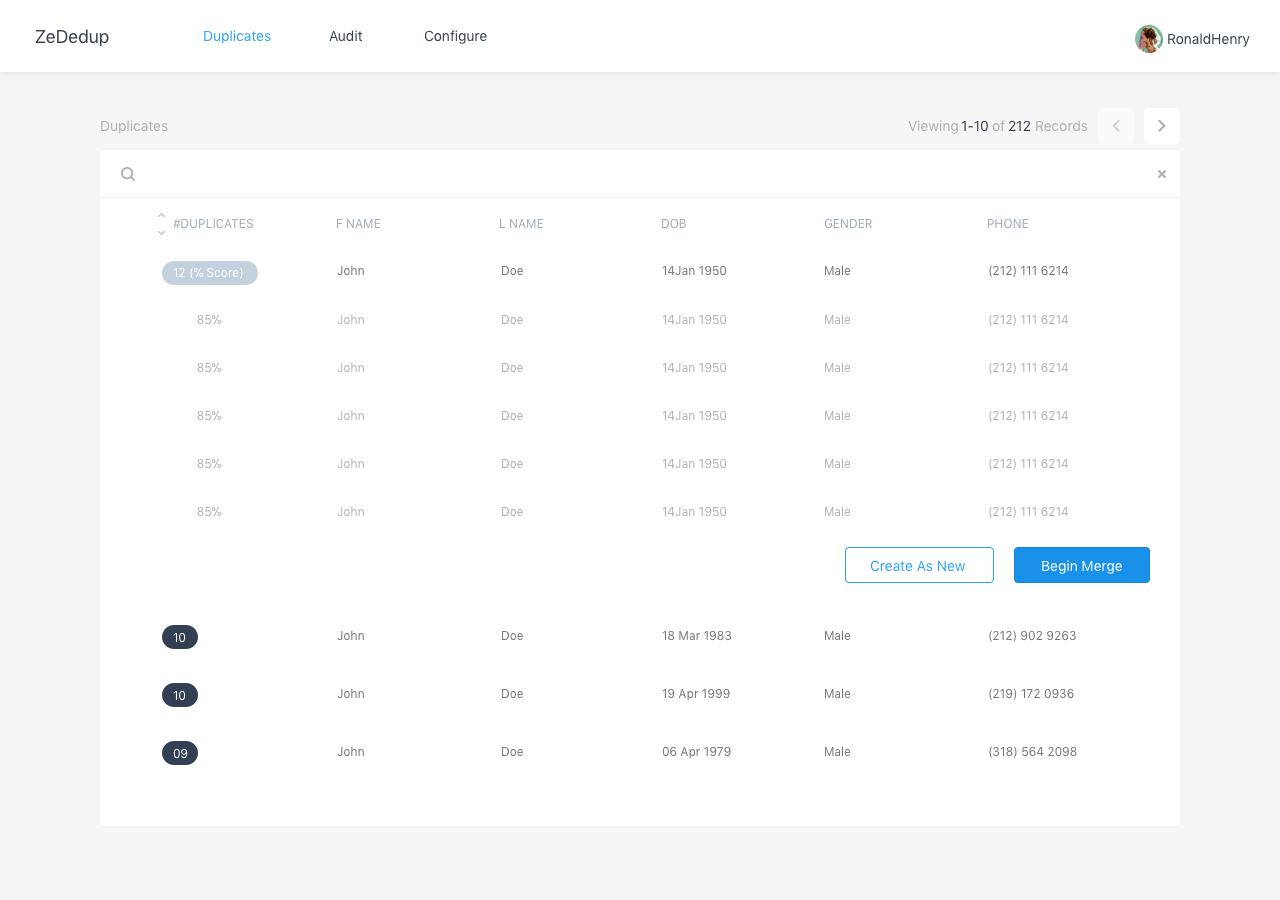 ZeDedup Duplicates Audit Configure RonaldHenry
Duplicates Viewing 1-10 of 212 Records
#DUPLICATES F NAME L NAME DOB GENDER PHONE
12 (% Score) John Doe 14Jan 1950 Male (212) 111 6214
85% John Doe 14Jan 1950 Male (212) 111 6214
85% John Doe 14Jan 1950 Male (212) 111 6214
85% John Doe 14Jan 1950 Male (212) 111 6214
85% John Doe 14Jan 1950 Male (212) 111 6214
85% John Doe 14Jan 1950 Male (212) 111 6214
Create As New Begin Merge
10 John Doe 18 Mar 1983 Male (212) 902 9263
10 John Doe 19 Apr 1999 Male (219) 172 0936
09 John Doe 06 Apr 1979 Male (318) 564 2098